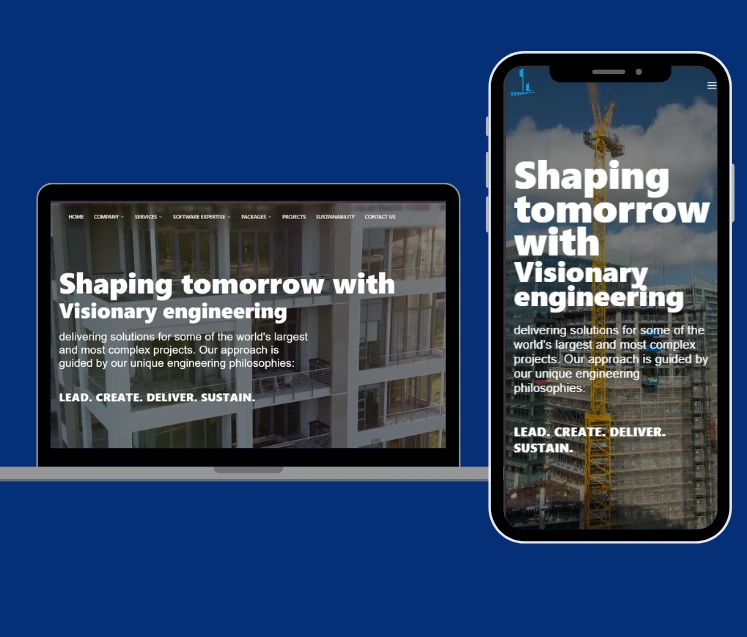 HOME COMPANY SERVICES SOFTWARE EXPERTISE PACKAGES PROJECTS SUSTAINABILITY CONTACT US
Shaping tomorrow with
Visionary engineering
delivering solutions for some of the world's largest
and most complex projects. Our approach is
guided by our unique engineering philosophies:
LEAD. CREATE. DELIVER. SUSTAIN.
Shaping
tomorrow
with
Visionary
engineering
delivering solutions for some of the
world's largest and most complex
projects. Our approach is guided by
our unique engineering
philosophies:
LEAD. CREATE. DELIVER.
SUSTAIN.